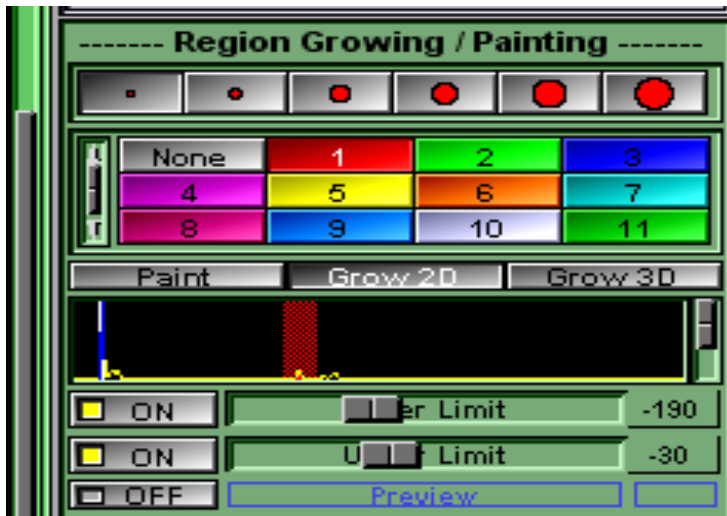 ------- Region Growing / Painting -------
None 1 2 3
4 5 6 7
8 9 10 11
Paint Grow 2D Grow 3D
ON er Limit -190
ON U r Limit -30
OFF Preview